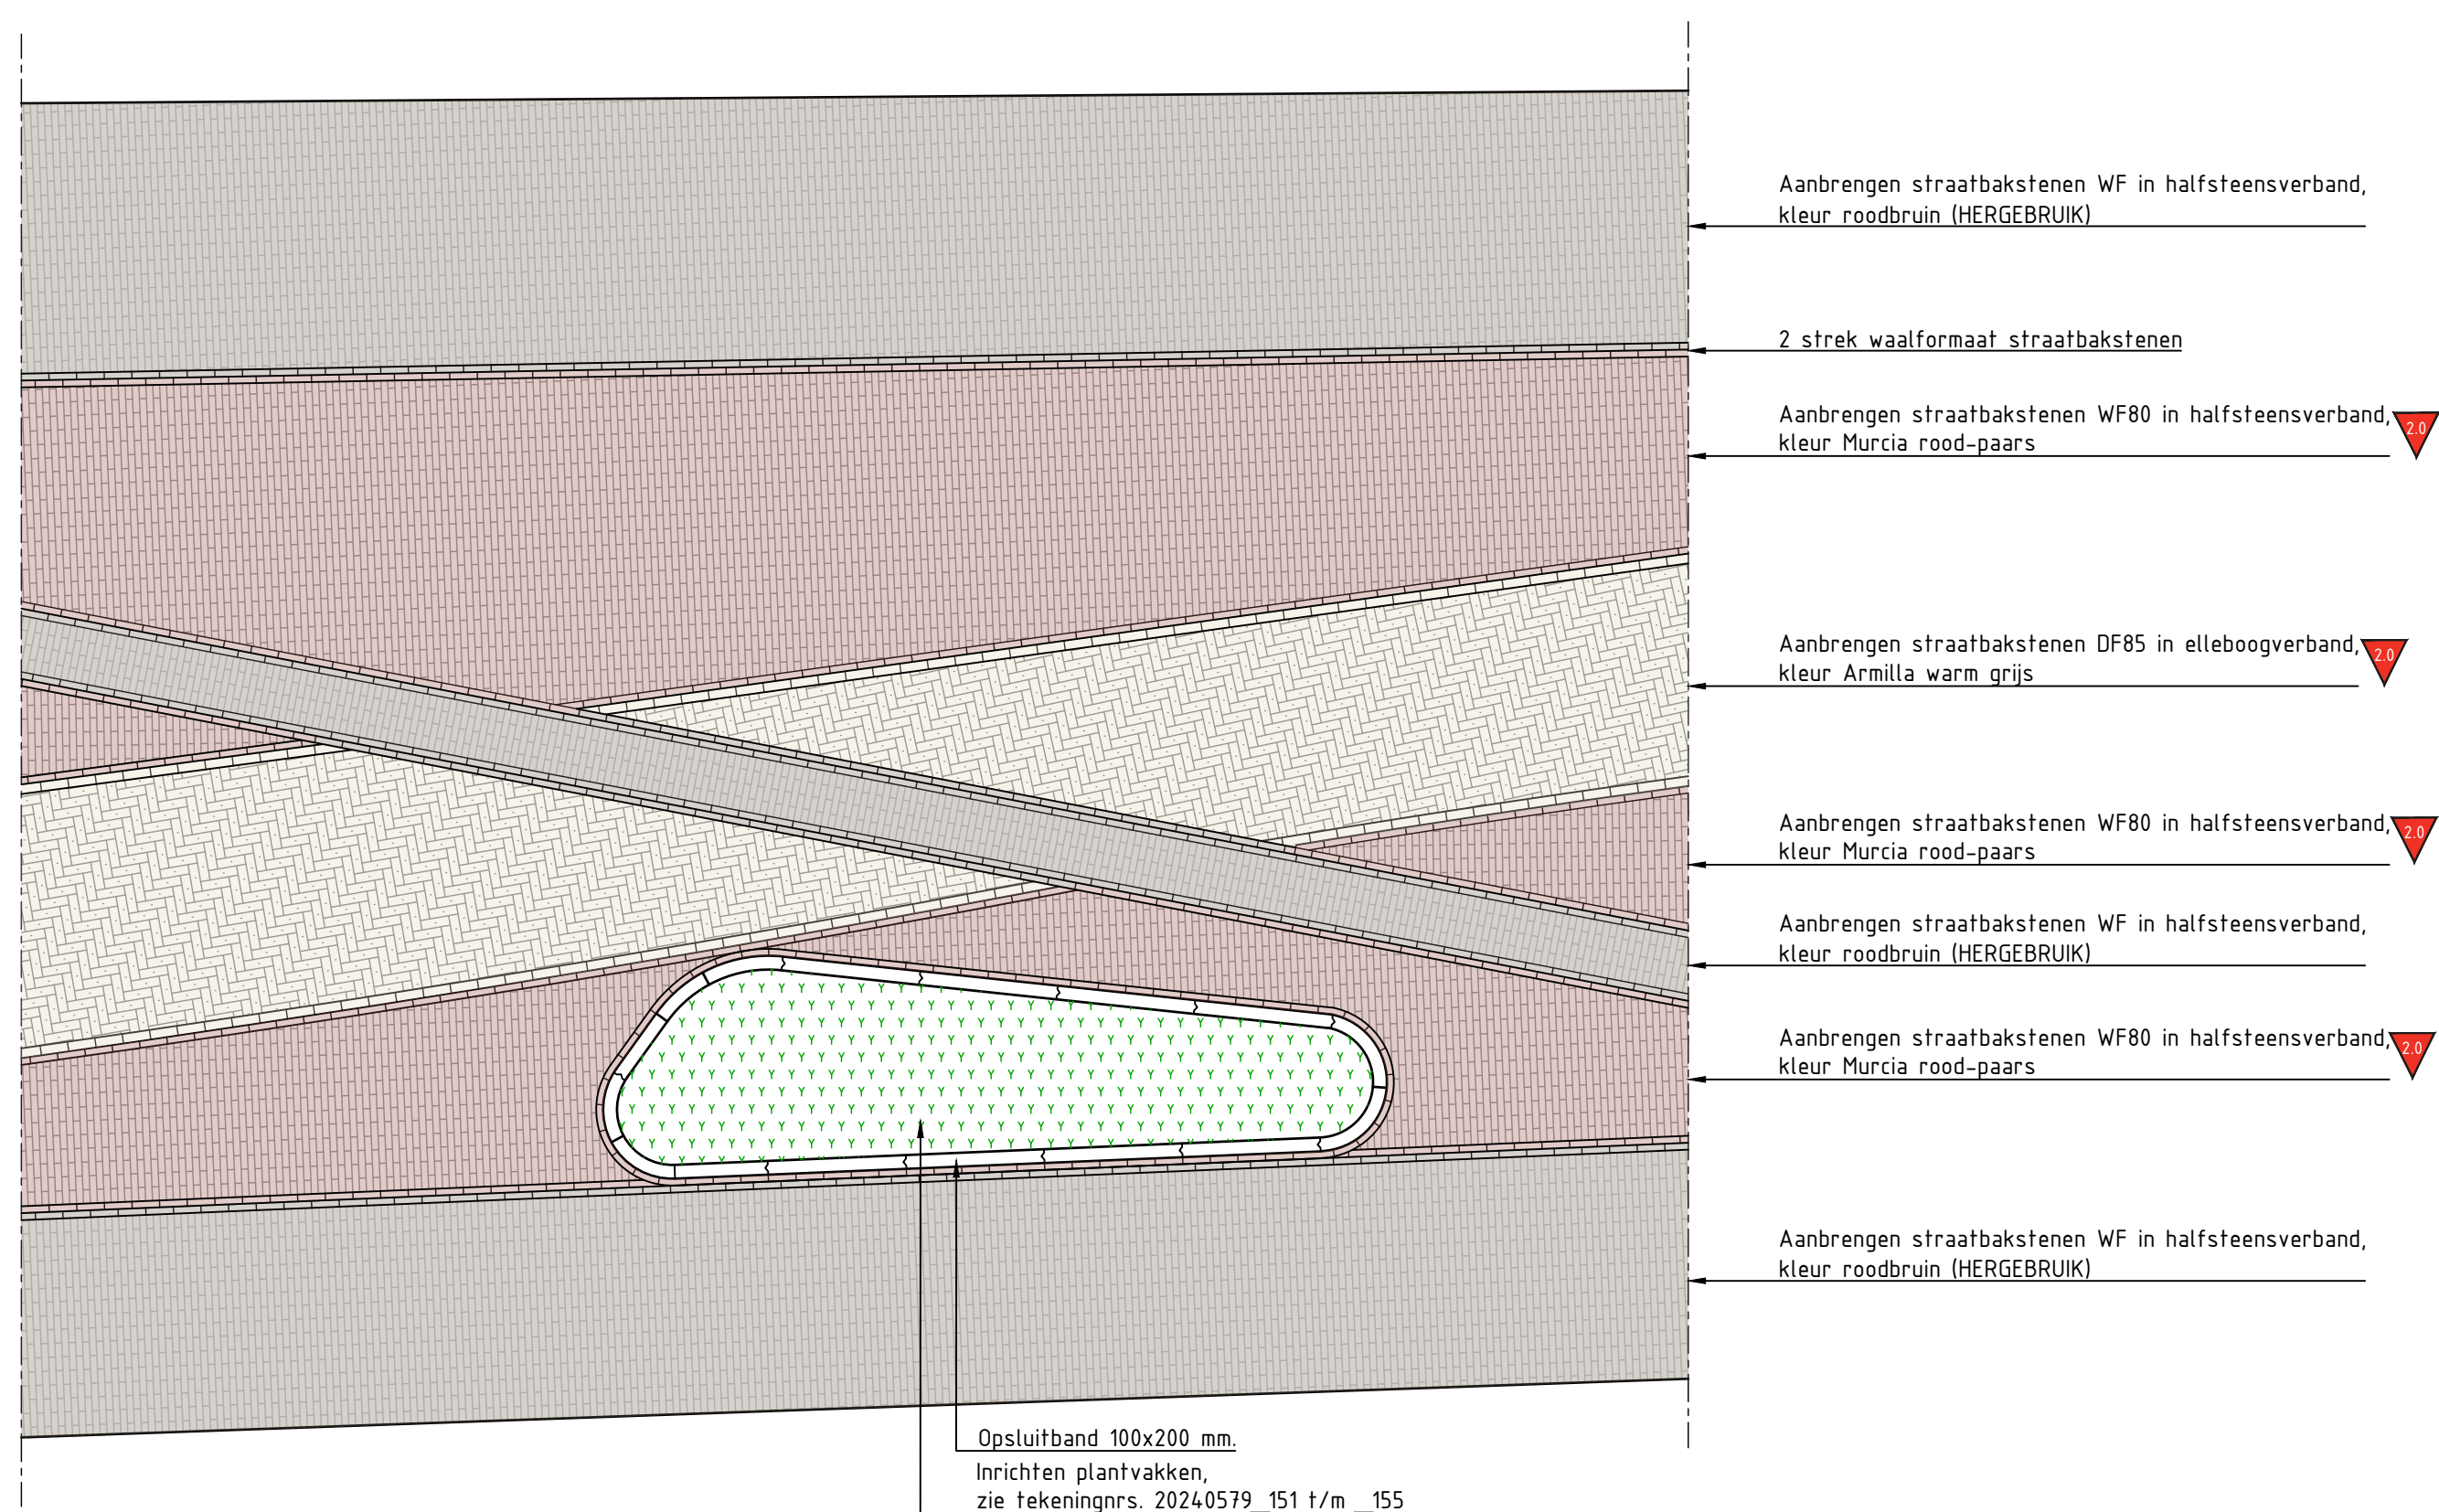 Aanbrengen straatbakstenen WF in halfsteensverband,
kleur roodbruin (HERGEBRUIK)
2 strek waalformaat straatbakstenen
Aanbrengen straatbakstenen WF80 in halfsteensverband,
kleur Murcia rood-paars
2.0
Aanbrengen straatbakstenen DF85 in elleboogverband,
kleur Armilla warm grijs
2.0
Aanbrengen straatbakstenen WF80 in halfsteensverband,
kleur Murcia rood-paars
2.0
Aanbrengen straatbakstenen WF in halfsteensverband,
kleur roodbruin (HERGEBRUIK)
Aanbrengen straatbakstenen WF80 in halfsteensverband,
kleur Murcia rood-paars
2.0
Aanbrengen straatbakstenen WF in halfsteensverband,
kleur roodbruin (HERGEBRUIK)
Opsluitband 100x200 mm.
Inrichten plantvakken,
zie tekeningnrs. 20240579_151 t/m _155